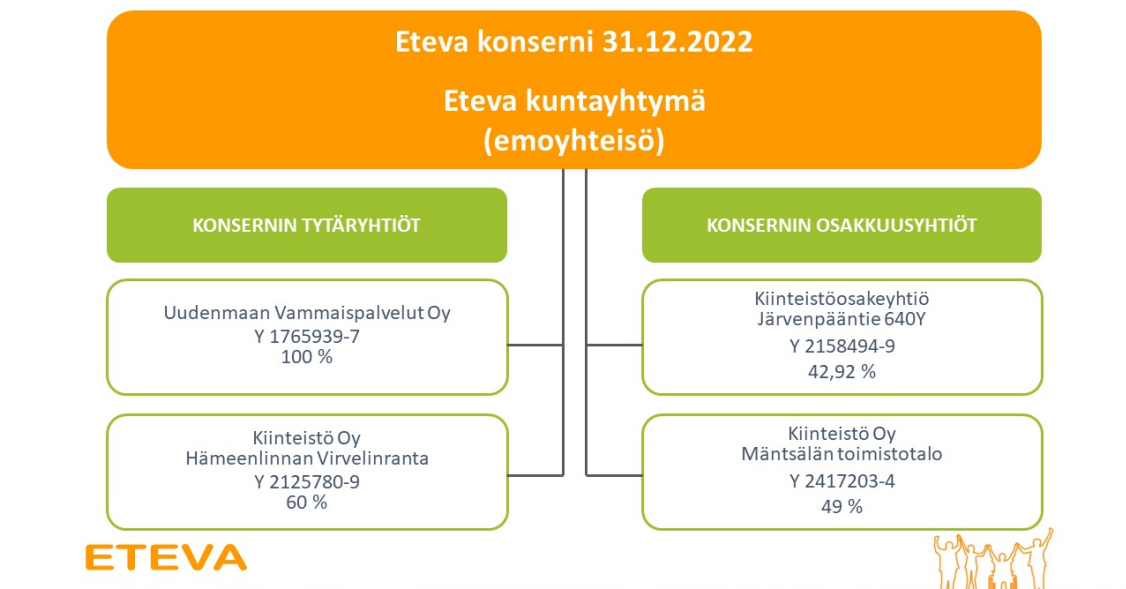 Eteva konserni 31.12.2022
Eteva kuntayhtymä
(emoyhteisö)
KONSERNIN TYTÄRYHTIÖT
Uudenmaan Vammaispalvelut Oy
Y 1765939-7
100 %
Kiinteistö Oy
Hämeenlinnan Virvelinranta
Y 2125780-9
60 %
KONSERNIN OSAKKUUSYHTIÖT
Kiinteistöosakeyhtiö
Järvenpääntie 640Y
Y 2158494-9
42,92 %
Kiinteistö Oy
Mäntsälän toimistotalo
Y 2417203-4
49 %
ETEVA